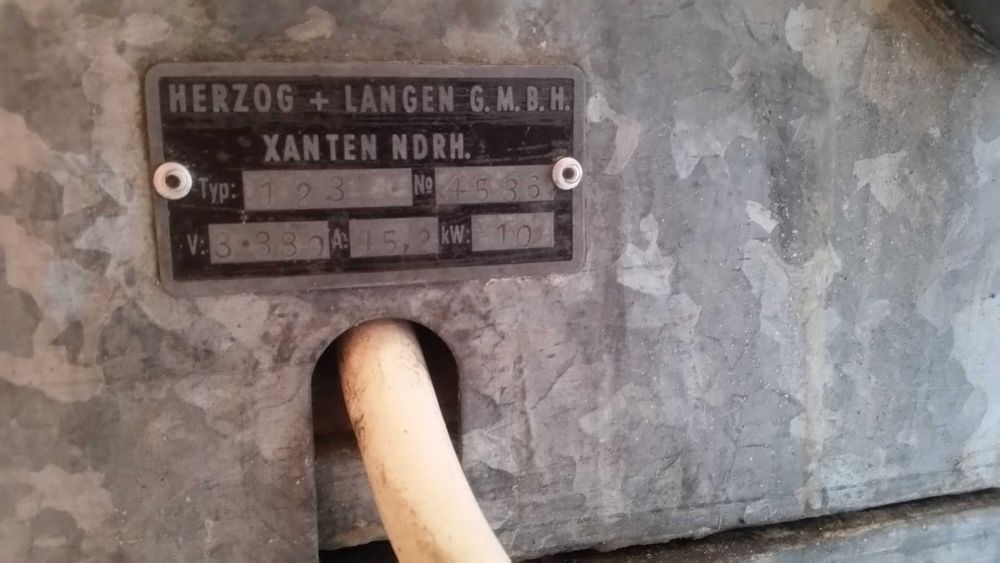 HERZOG + LANGEN G.M.B.H.
XANTEN NDRH.
Typ: 123 No 4536
V: 3·380 A: 15,2 kW: 10